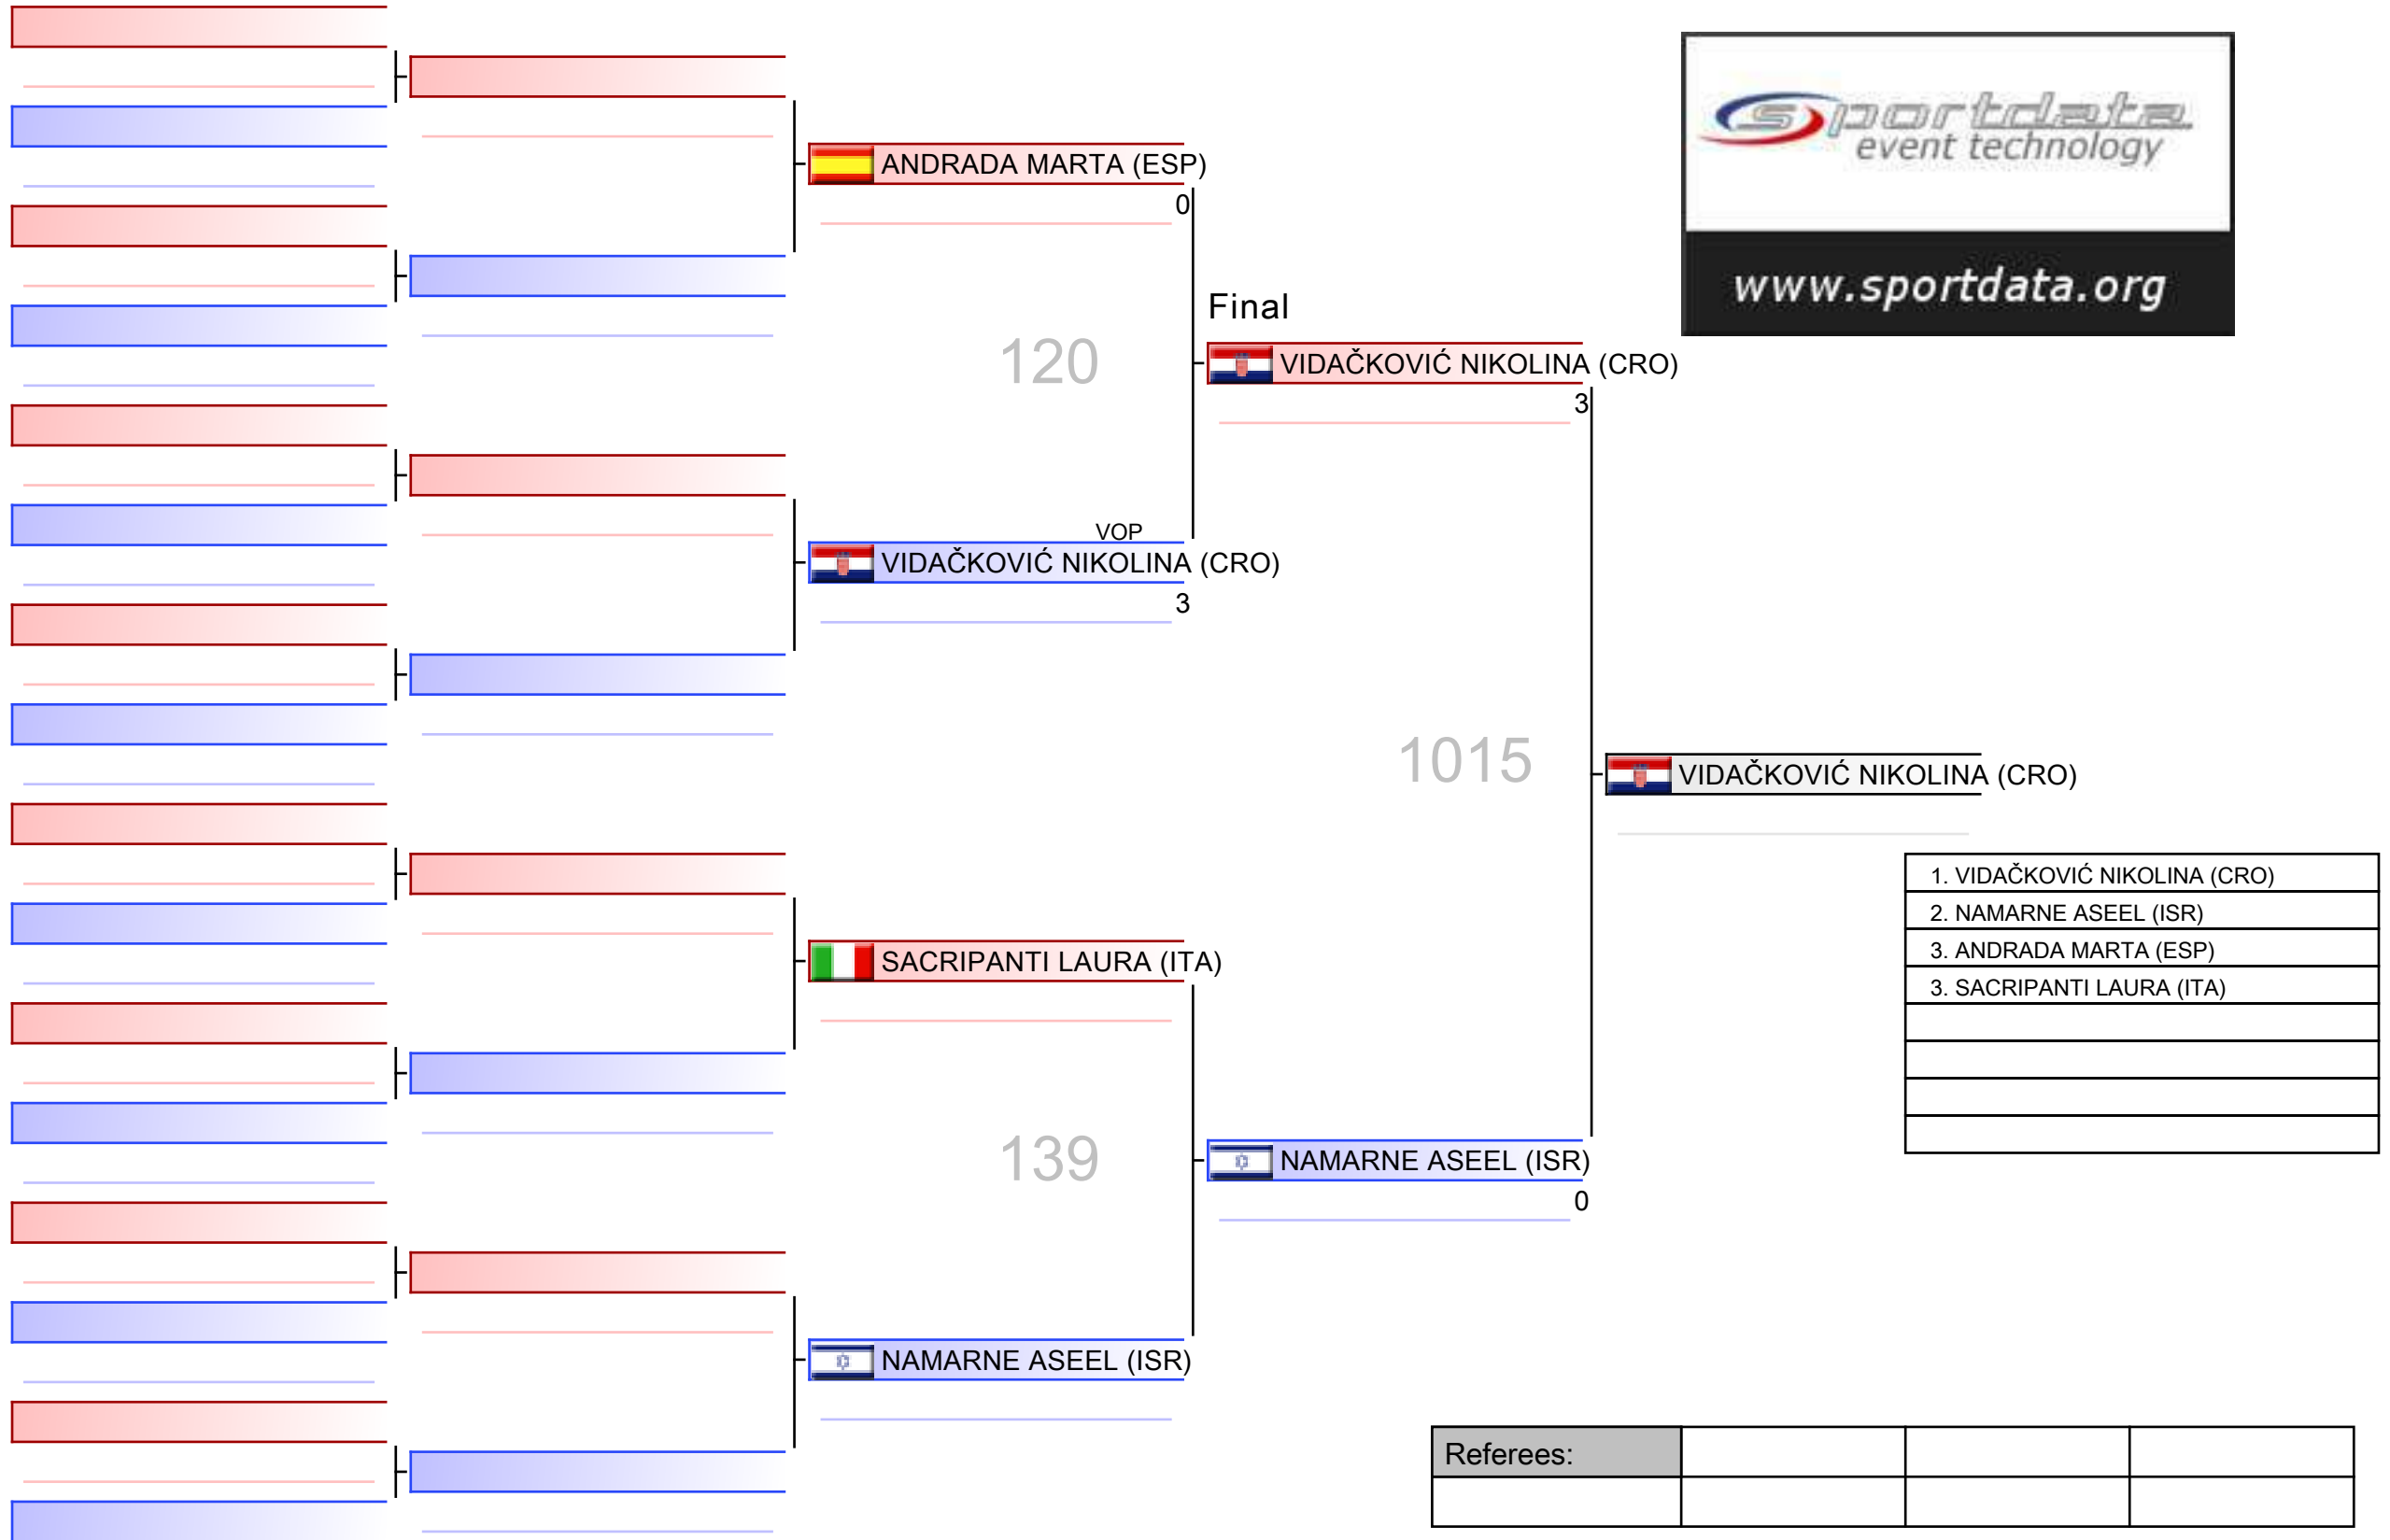 sportdata
event technology
www.sportdata.org
ANDRADA MARTA (ESP)
0
Final
120
VIDAČKOVIĆ NIKOLINA (CRO)
3
VOP
VIDAČKOVIĆ NIKOLINA (CRO)
3
1015
VIDAČKOVIĆ NIKOLINA (CRO)
1. VIDAČKOVIĆ NIKOLINA (CRO)
2. NAMARNE ASEEL (ISR)
3. ANDRADA MARTA (ESP)
3. SACRIPANTI LAURA (ITA)
SACRIPANTI LAURA (ITA)
139
NAMARNE ASEEL (ISR)
0
NAMARNE ASEEL (ISR)
Referees: